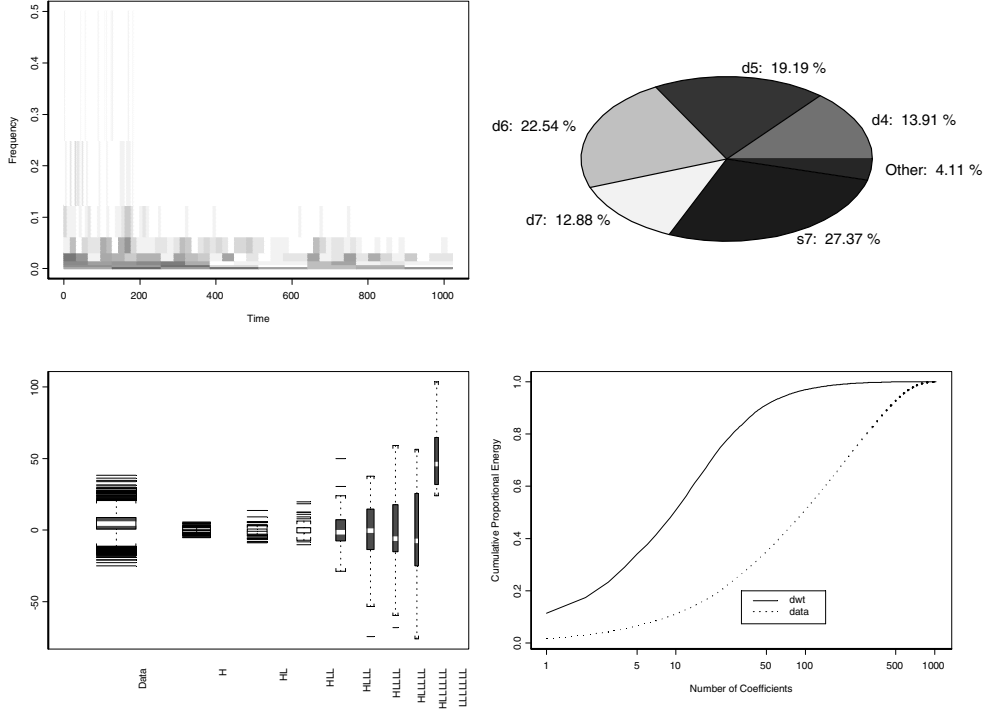 0.5
0.4
0.3
0.2
0.1
0.0
Frequency
0
200
400
600
800
1000
Time
d5: 19.19 %
d4: 13.91 %
d6: 22.54 %
Other: 4.11 %
d7: 12.88 %
s7: 27.37 %
100
50
0
-50
Data
H
HL
HLL
HLLL
HLLLL
HLLLLL
HLLLLLL
LLLLLLL
1.0
0.8
0.6
0.4
0.2
0.0
Cumulative Proportional Energy
dwt
data
1
5
10
50
100
500
1000
Number of Coefficients